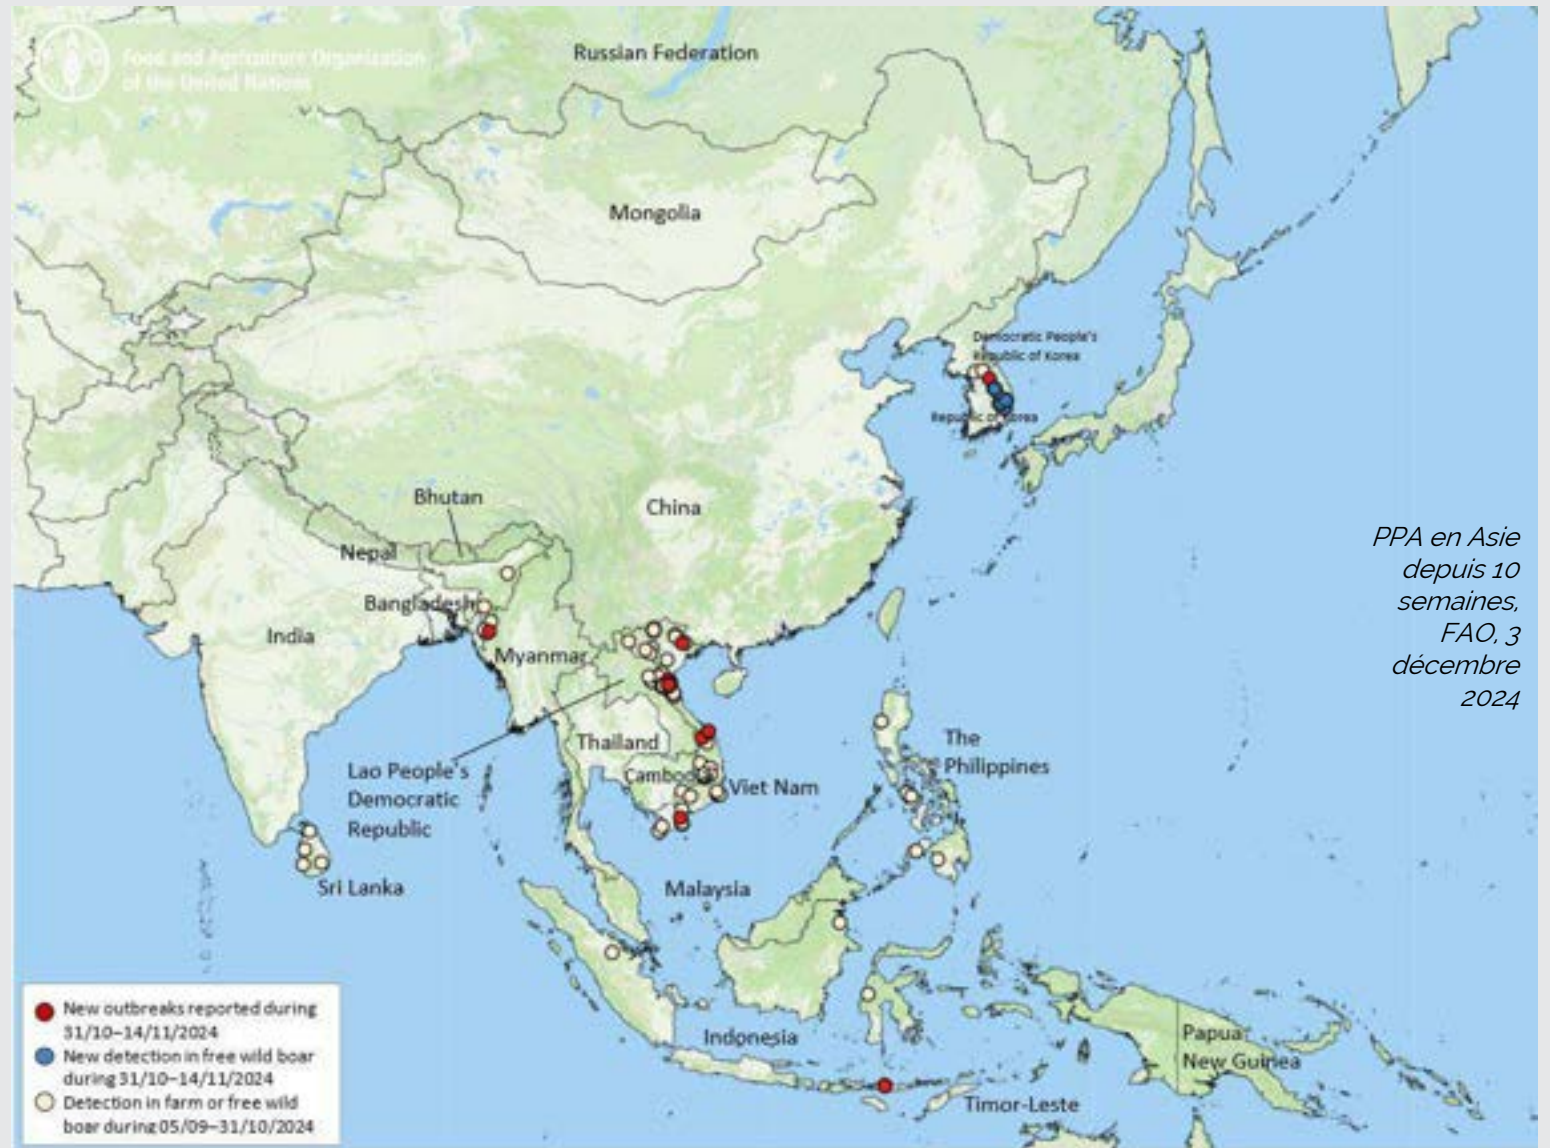 Food and Agriculture Organization
of the United Nations
Russian Federation
Mongolia
Democratic People's
Republic of Korea
Republic of Korea
China
Bhutan
Nepal
Bangladesh
India
Myanmar
PPA en Asie
depuis 10
semaines,
FAO, 3
décembre
2024
Thailand
Cambodia
Viet Nam
Lao People's
Democratic
Republic
The
Philippines
Sri Lanka
Malaysia
Indonesia
Papua
New Guinea
Timor-Leste
New outbreaks reported during
31/10–14/11/2024
New detection in free wild boar
during 31/10–14/11/2024
Detection in farm or free wild
boar during 05/09–31/10/2024